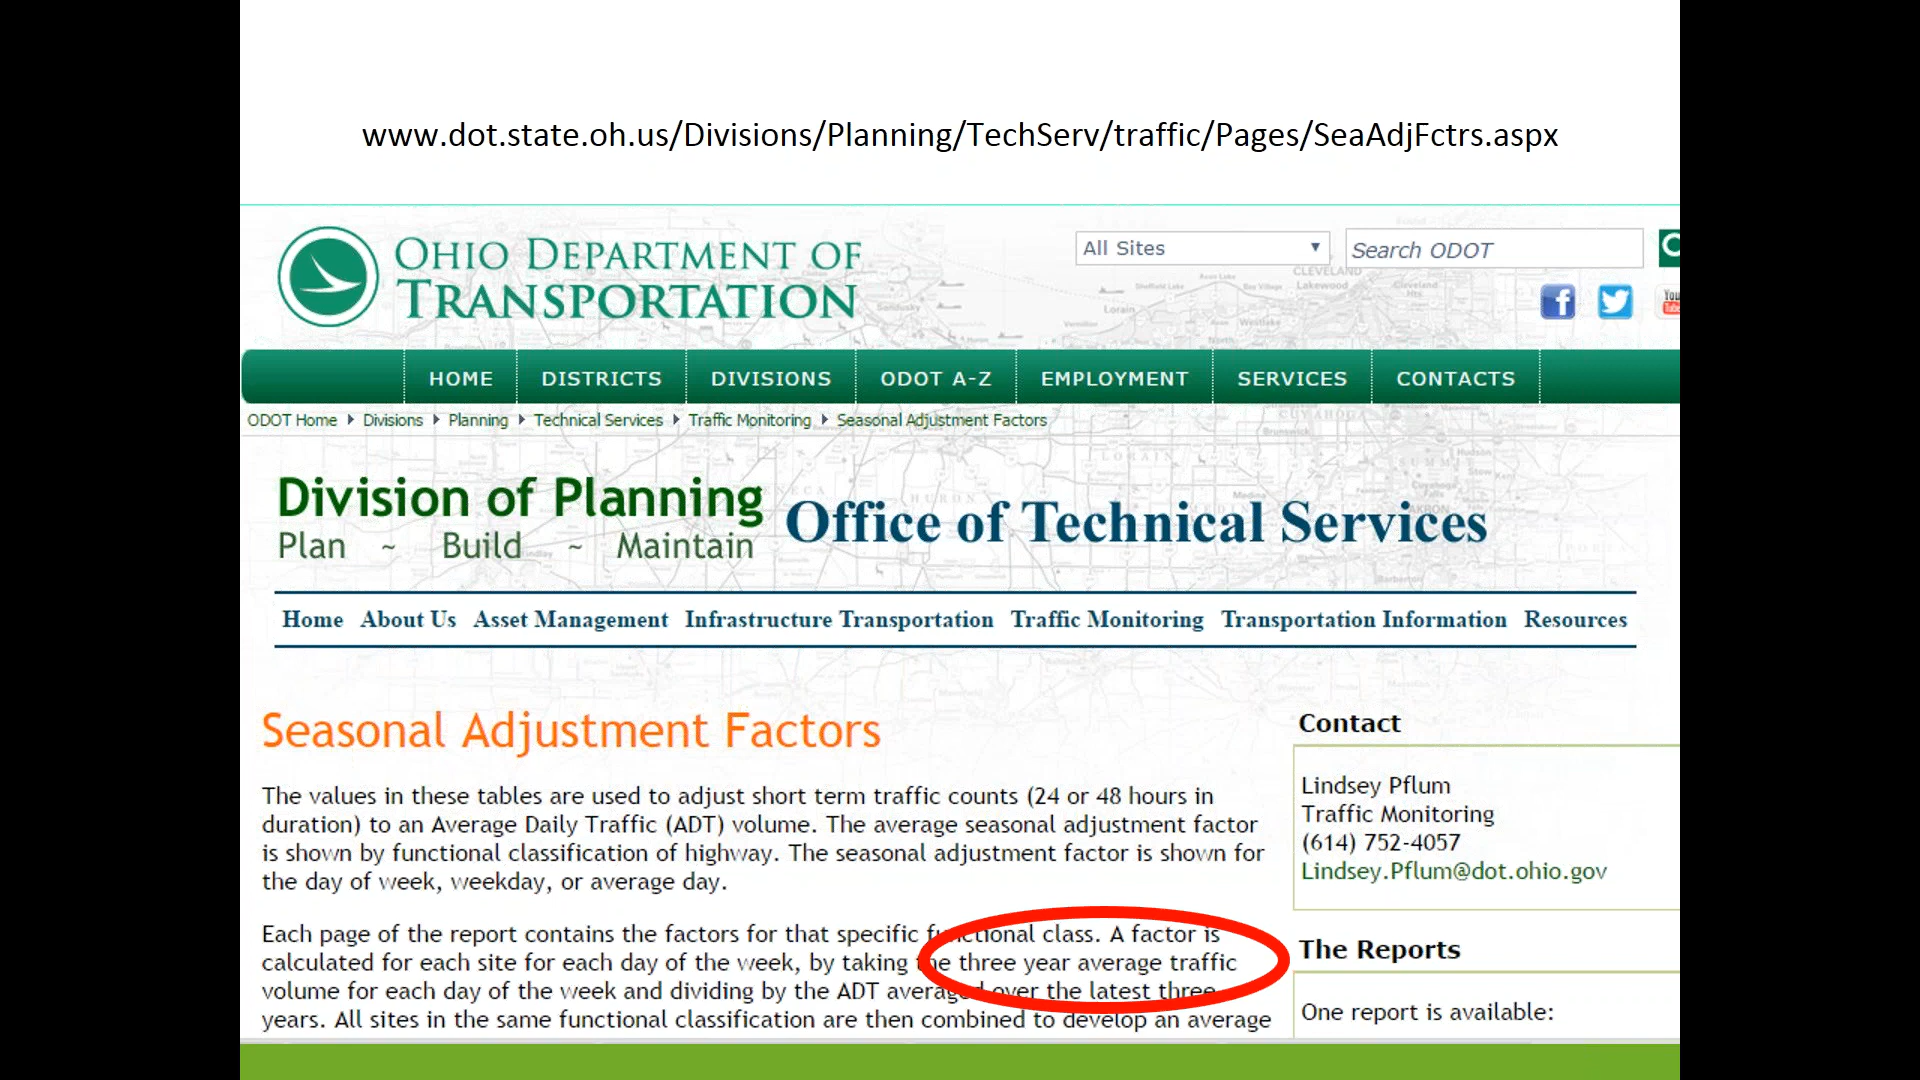 www.dot.state.oh.us/Divisions/Planning/TechServ/traffic/Pages/SeaAdjFctrs.aspx
OHIO DEPARTMENT OF
TRANSPORTATION
All Sites
Search ODOT
HOME DISTRICTS DIVISIONS ODOT A-Z EMPLOYMENT SERVICES CONTACTS
ODOT Home Divisions Planning Technical Services Traffic Monitoring Seasonal Adjustment Factors
Division of Planning
Plan ~ Build ~ Maintain
Office of Technical Services
Home About Us Asset Management Infrastructure Transportation Traffic Monitoring Transportation Information Resources
Seasonal Adjustment Factors
The values in these tables are used to adjust short term traffic counts (24 or 48 hours in
duration) to an Average Daily Traffic (ADT) volume. The average seasonal adjustment factor
is shown by functional classification of highway. The seasonal adjustment factor is shown for
the day of week, weekday, or average day.
Each page of the report contains the factors for that specific functional class. A factor is
calculated for each site for each day of the week, by taking the three year average traffic
volume for each day of the week and dividing by the ADT averaged over the latest three
years. All sites in the same functional classification are then combined to develop an average
Contact
Lindsey Pflum
Traffic Monitoring
(614) 752-4057
Lindsey.Pflum@dot.ohio.gov
The Reports
One report is available: